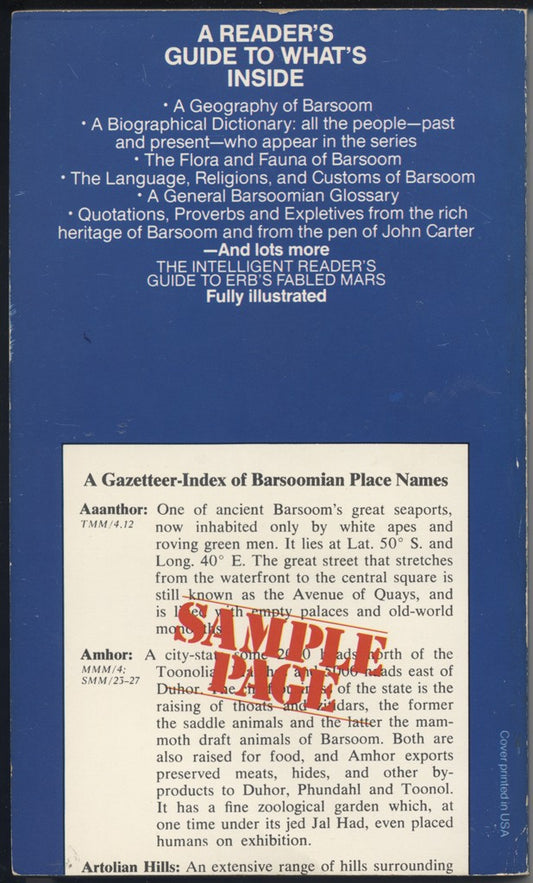 A READER'S
GUIDE TO WHAT'S
INSIDE
• A Geography of Barsoom
• A Biographical Dictionary: all the people—past
and present—who appear in the series
• The Flora and Fauna of Barsoom
• The Language, Religions, and Customs of Barsoom
• A General Barsoomian Glossary
• Quotations, Proverbs and Expletives from the rich
heritage of Barsoom and from the pen of John Carter
—And lots more
THE INTELLIGENT READER'S
GUIDE TO ERB'S FABLED MARS
Fully illustrated
A Gazetteer-Index of Barsoomian Place Names
Aaanthor: One of ancient Barsoom's great seaports,
TMM/4,12 now inhabited only by white apes and
roving green men. It lies at Lat. 50° S. and
Long. 40° E. The great street that stretches
from the waterfront to the central square is
still known as the Avenue of Quays, and
is lined with empty palaces and old-world
SAMPLE
PAGE
Amhor: A city-state some haads north of the
MMM/4; Toonolian and haads east of
SMM/23–27 Duhor. The of the state is the
raising of thoats and zitidars, the former
the saddle animals and the latter the mam-
moth draft animals of Barsoom. Both are
also raised for food, and Amhor exports
preserved meats, hides, and other by-
products to Duhor, Phundahl and Toonol.
It has a fine zoological garden which, at
one time under its jed Jal Had, even placed
humans on exhibition.
Artolian Hills: An extensive range of hills surrounding
Cover printed in USA